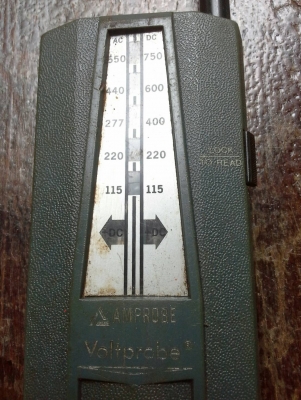 AC DC
550 750
440 600
277 400
220 220
LOCK
TO READ
115 115
+DC +DC
AMPROBE
Voltprobe